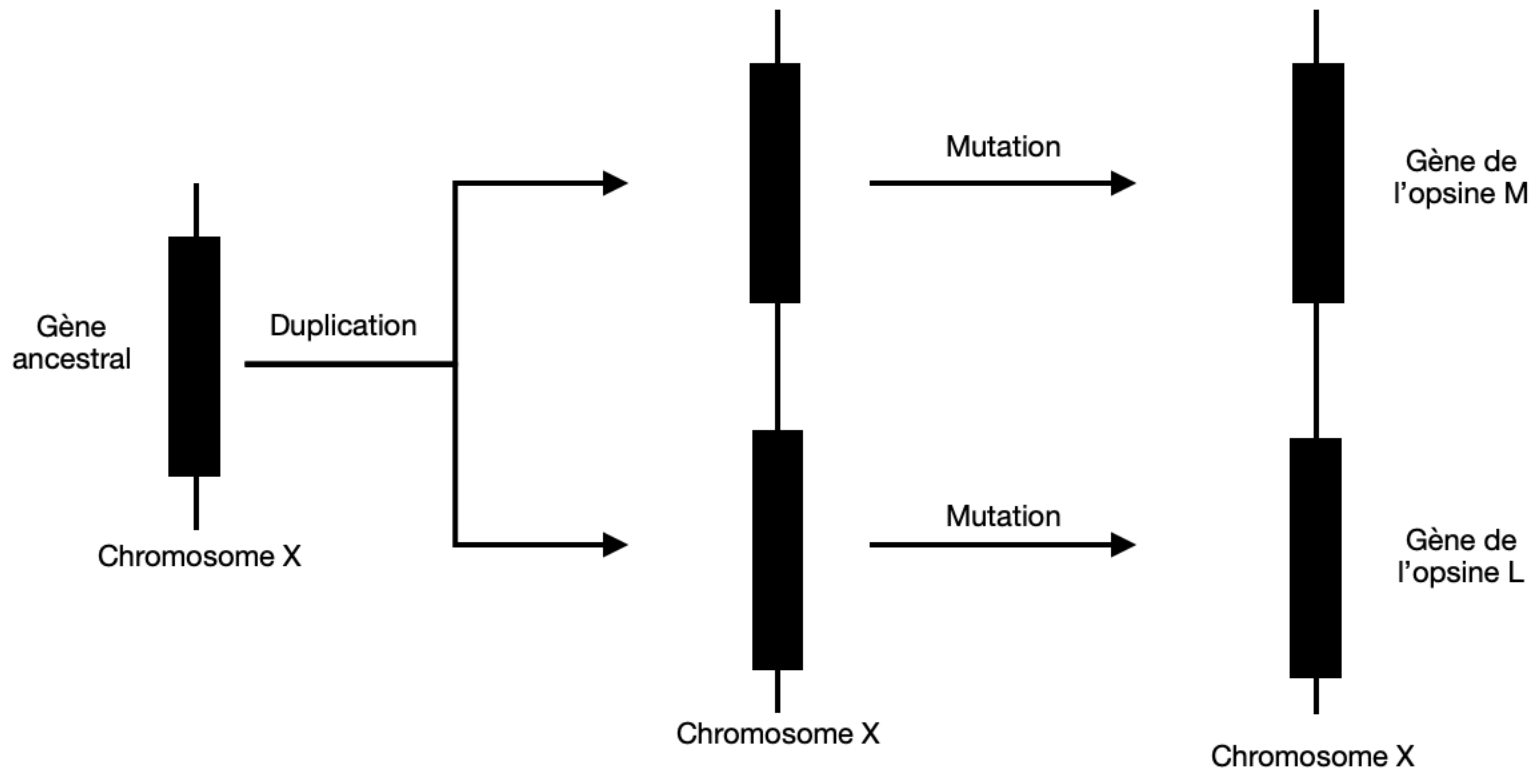 Gène
ancestral
Chromosome X
Duplication
Chromosome X
Mutation
Mutation
Gène de
l’opsine M
Gène de
l’opsine L
Chromosome X